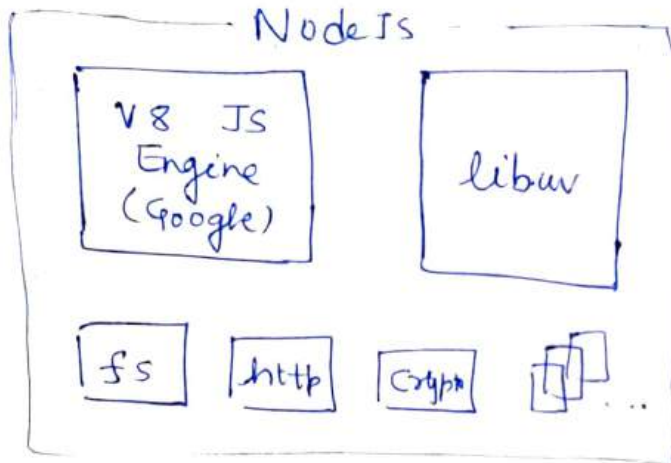 NodeJs
V8 JS
Engine
(Google)
libuv
fs
http
Crypto
...